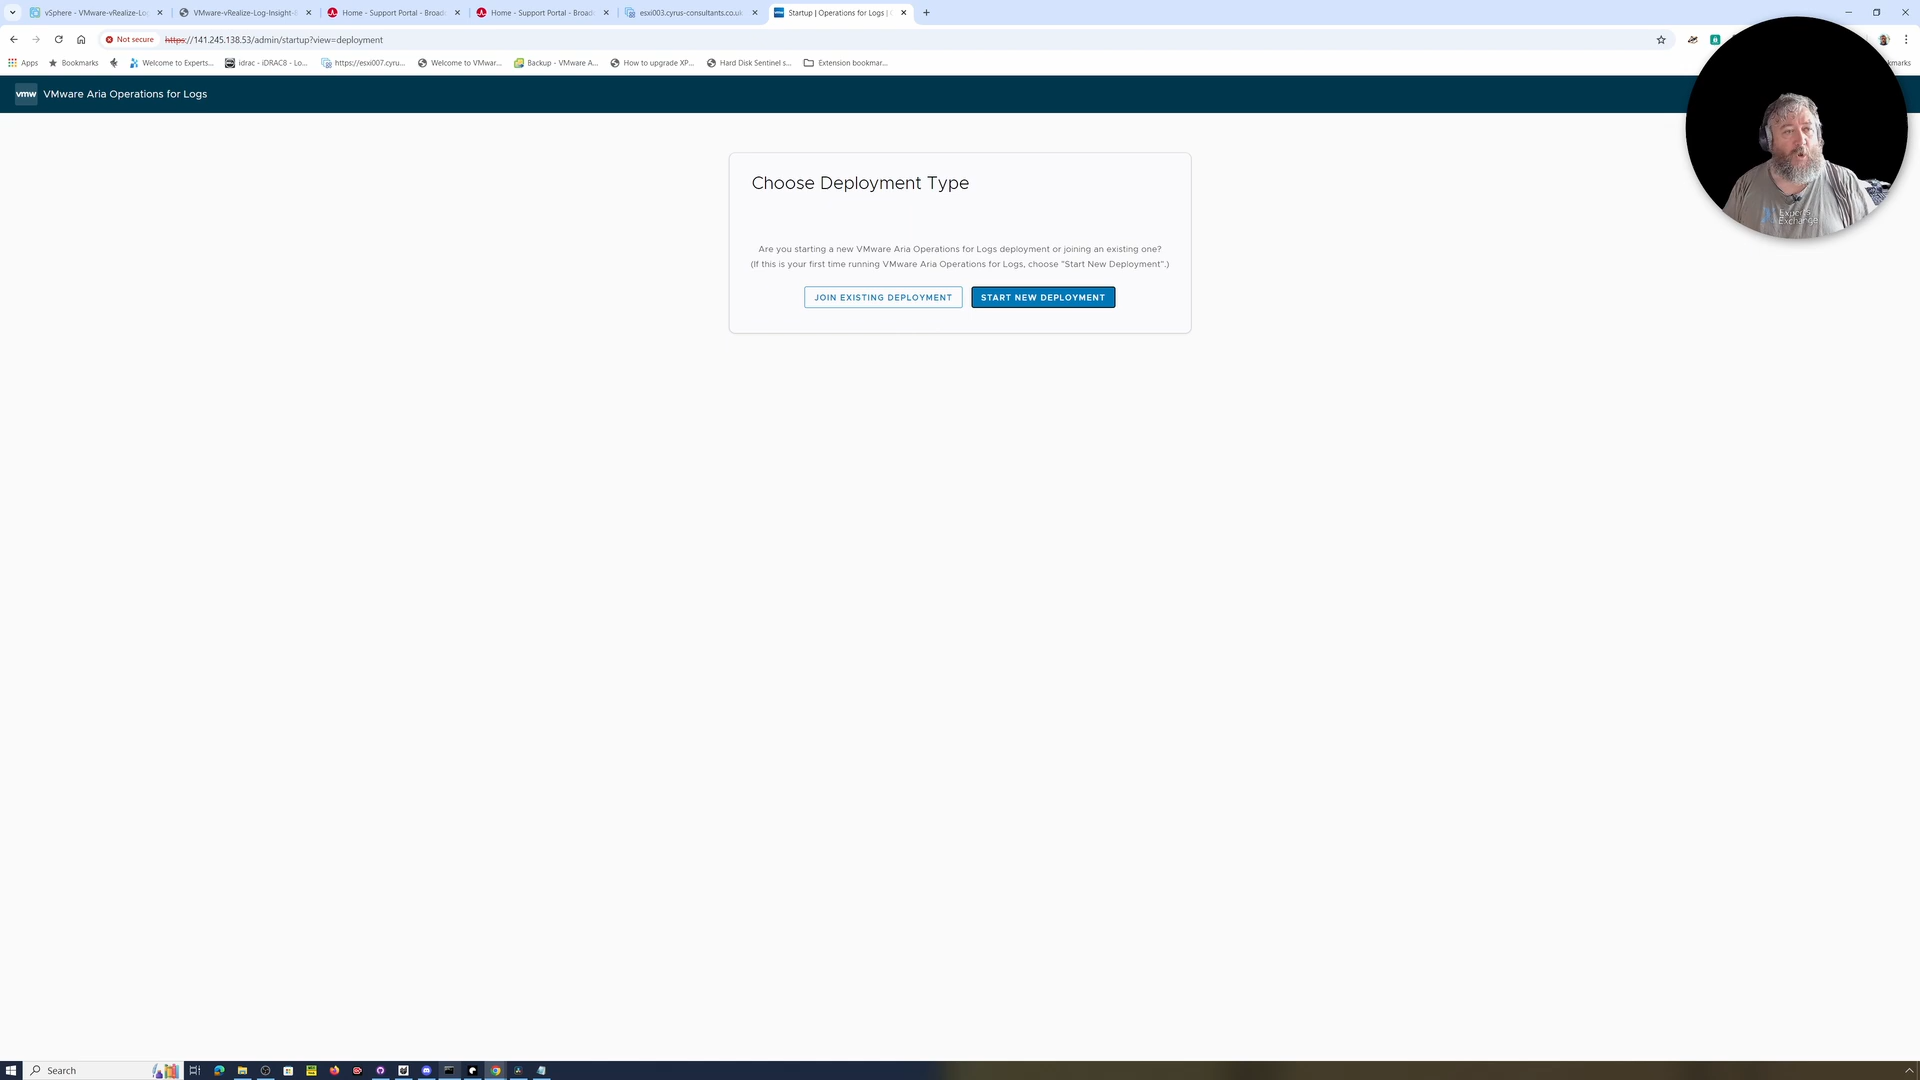 vSphere - VMware-vRealize-Lo
VMware-vRealize-Log-Insight-
Home - Support Portal - Broad
Home - Support Portal - Broad
esxi003.cyrus-consultants.co.uk
Startup | Operations for Logs |
Not secure
https://141.245.138.53/admin/startup?view=deployment
Apps
Bookmarks
Welcome to Experts...
idrac - iDRAC8 - Lo...
https://esxi007.cyru...
Welcome to VMwar...
Backup - VMware A...
How to upgrade XP...
Hard Disk Sentinel s...
Extension bookmar...
kmarks
vmw
VMware Aria Operations for Logs
Experts
Exchange
Choose Deployment Type
Are you starting a new VMware Aria Operations for Logs deployment or joining an existing one?
(If this is your first time running VMware Aria Operations for Logs, choose "Start New Deployment".)
JOIN EXISTING DEPLOYMENT
START NEW DEPLOYMENT
Search